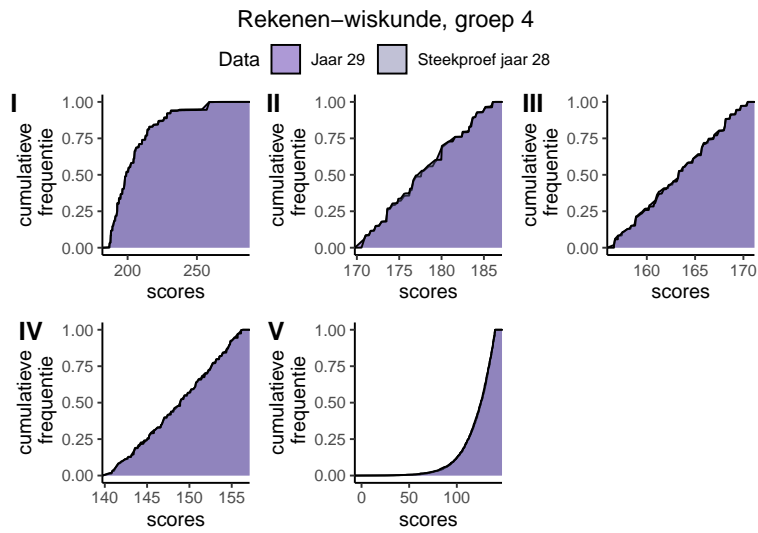 Rekenen−wiskunde, groep 4
Data Jaar 29 Steekproef jaar 28
I
1.00
0.75
0.50
0.25
0.00
cumulatieve
frequentie
200 250
scores
II
1.00
0.75
0.50
0.25
0.00
cumulatieve
frequentie
170 175 180 185
scores
III
1.00
0.75
0.50
0.25
0.00
cumulatieve
frequentie
160 165 170
scores
IV
1.00
0.75
0.50
0.25
0.00
cumulatieve
frequentie
140 145 150 155
scores
V
1.00
0.75
0.50
0.25
0.00
cumulatieve
frequentie
0 50 100
scores